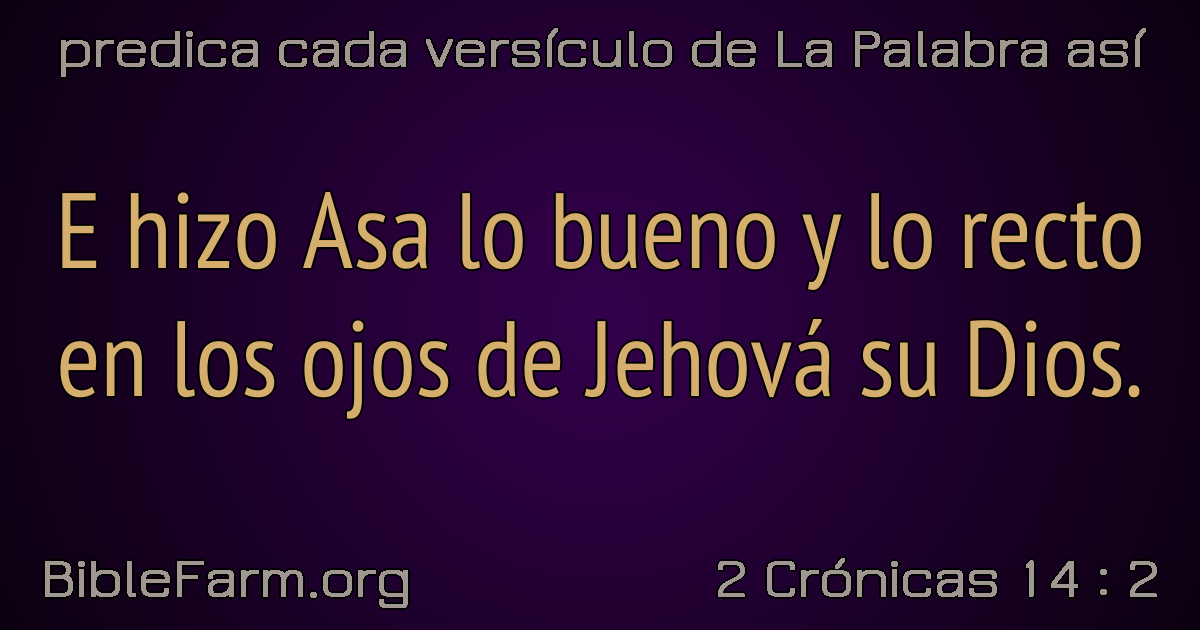 predica cada versículo de La Palabra así
E hizo Asa lo bueno y lo recto
en los ojos de Jehová su Dios.
BibleFarm.org
2 Crónicas 14 : 2